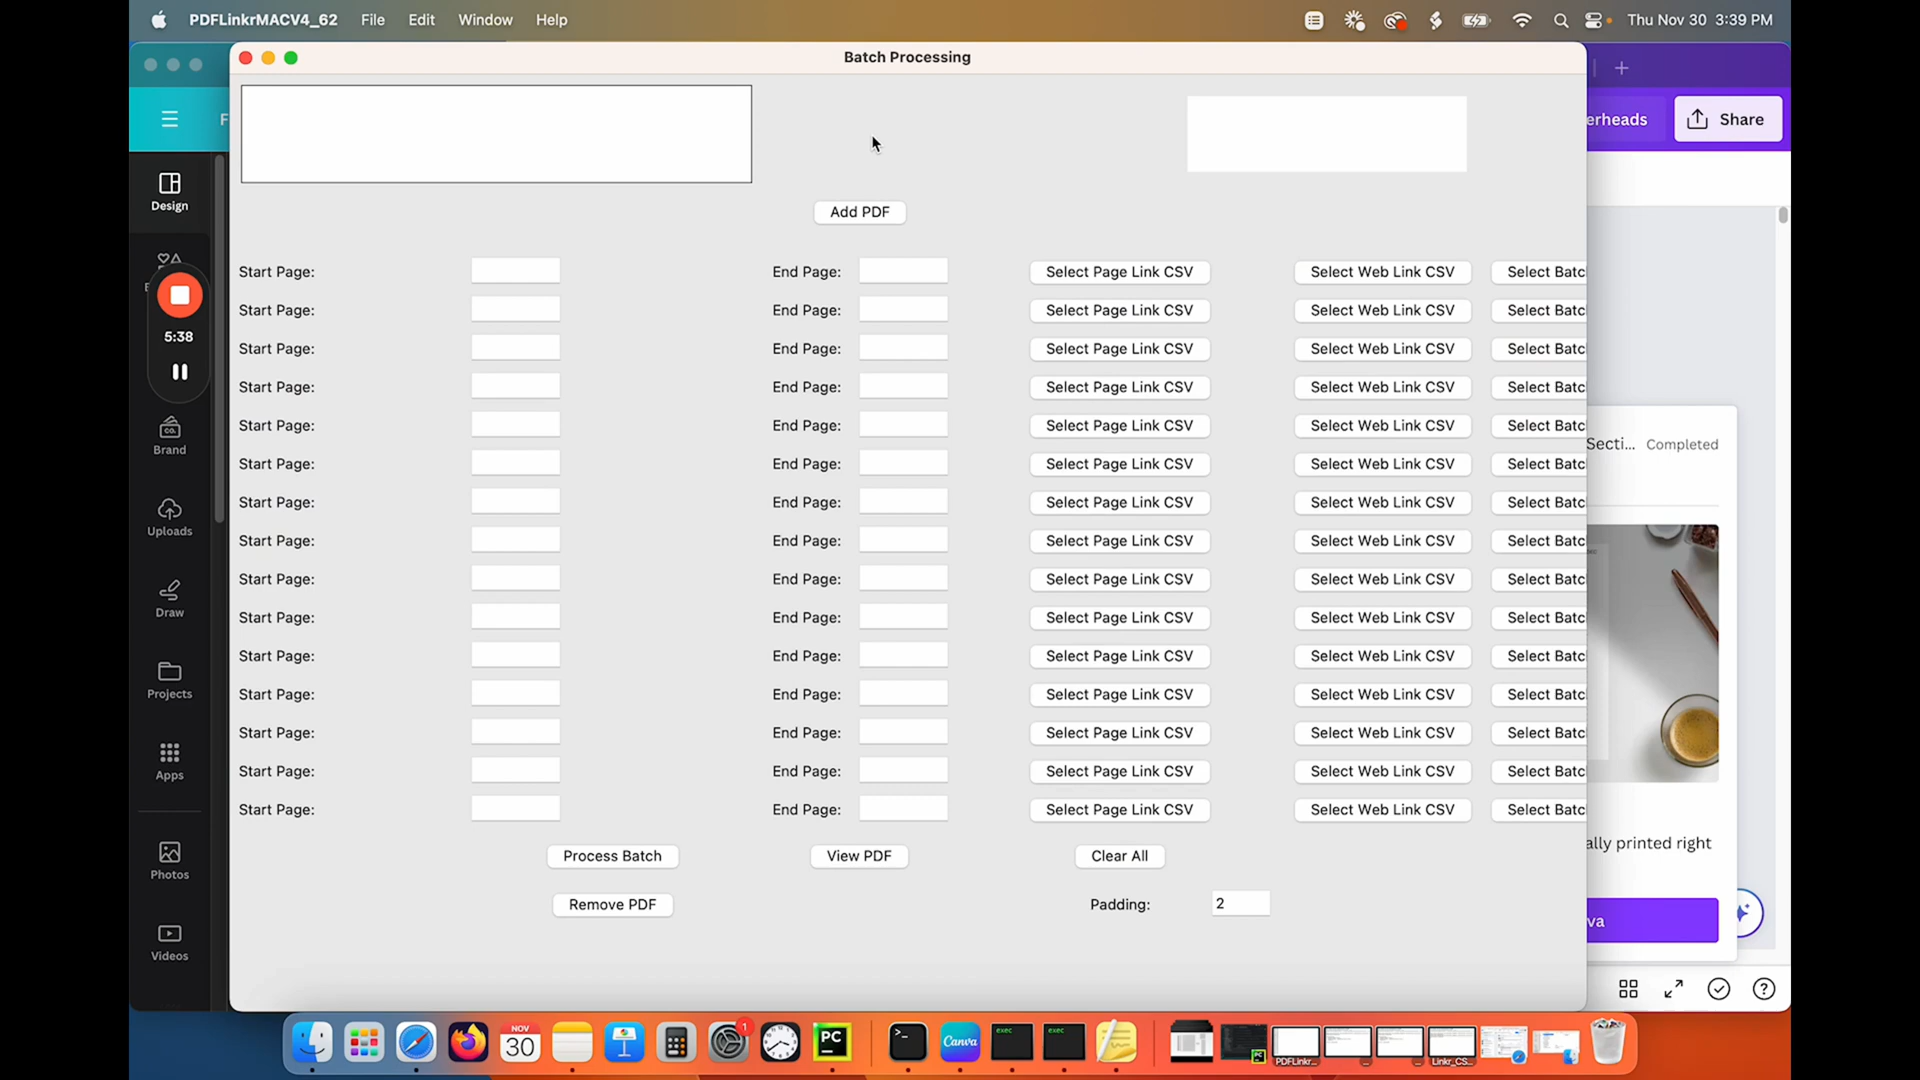 PDFLinkrMACV4_62 File Edit Window Help Thu Nov 30 3:39 PM
Batch Processing
F
erheads
Share
Design
Add PDF
Start Page: End Page: Select Page Link CSV Select Web Link CSV Select Batc
Start Page: End Page: Select Page Link CSV Select Web Link CSV Select Batc
5:38
Start Page: End Page: Select Page Link CSV Select Web Link CSV Select Batc
Start Page: End Page: Select Page Link CSV Select Web Link CSV Select Batc
Start Page: End Page: Select Page Link CSV Select Web Link CSV Select Batc
Brand
Secti... Completed
Start Page: End Page: Select Page Link CSV Select Web Link CSV Select Batc
Start Page: End Page: Select Page Link CSV Select Web Link CSV Select Batc
Uploads
Start Page: End Page: Select Page Link CSV Select Web Link CSV Select Batc
Start Page: End Page: Select Page Link CSV Select Web Link CSV Select Batc
Draw
Start Page: End Page: Select Page Link CSV Select Web Link CSV Select Batc
Start Page: End Page: Select Page Link CSV Select Web Link CSV Select Batc
Projects
Start Page: End Page: Select Page Link CSV Select Web Link CSV Select Batc
Start Page: End Page: Select Page Link CSV Select Web Link CSV Select Batc
Apps
Start Page: End Page: Select Page Link CSV Select Web Link CSV Select Batc
Start Page: End Page: Select Page Link CSV Select Web Link CSV Select Batc
ally printed right
Process Batch View PDF Clear All
Photos
Remove PDF Padding: 2
va
Videos
NOV
30
1
PC
Canva
exec
exec
PDFLinkr...
Linkr_CS...